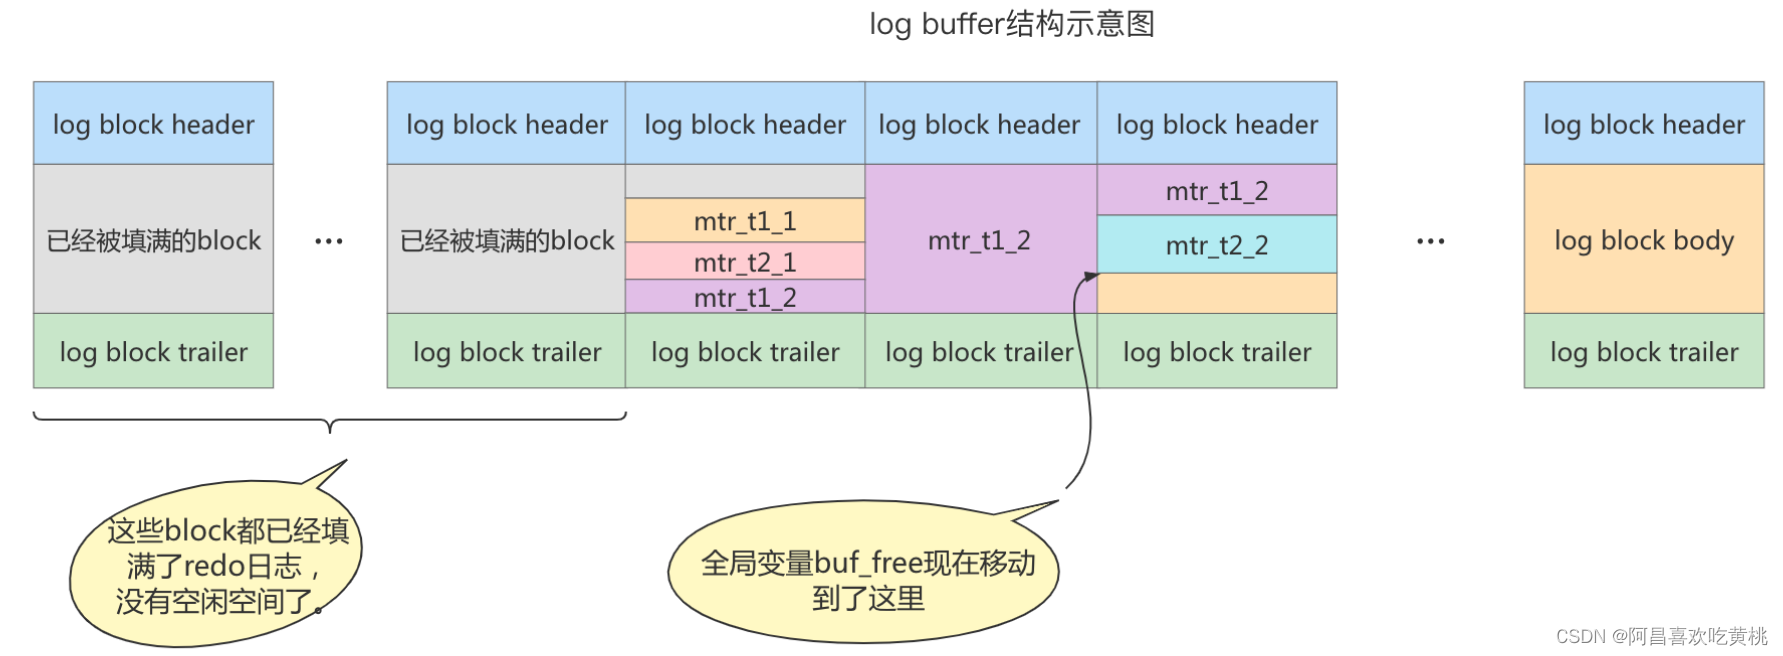 log buffer结构示意图
log block header
log block header
log block header
log block header
log block header
log block header
已经被填满的block
...
已经被填满的block
mtr_t1_1
mtr_t2_1
mtr_t1_2
mtr_t1_2
mtr_t1_2
mtr_t2_2
...
log block body
log block trailer
log block trailer
log block trailer
log block trailer
log block trailer
log block trailer
这些block都已经填
满了redo日志，
没有空闲空间了。
全局变量buf_free现在移动
到了这里
CSDN @阿昌喜欢吃黄桃